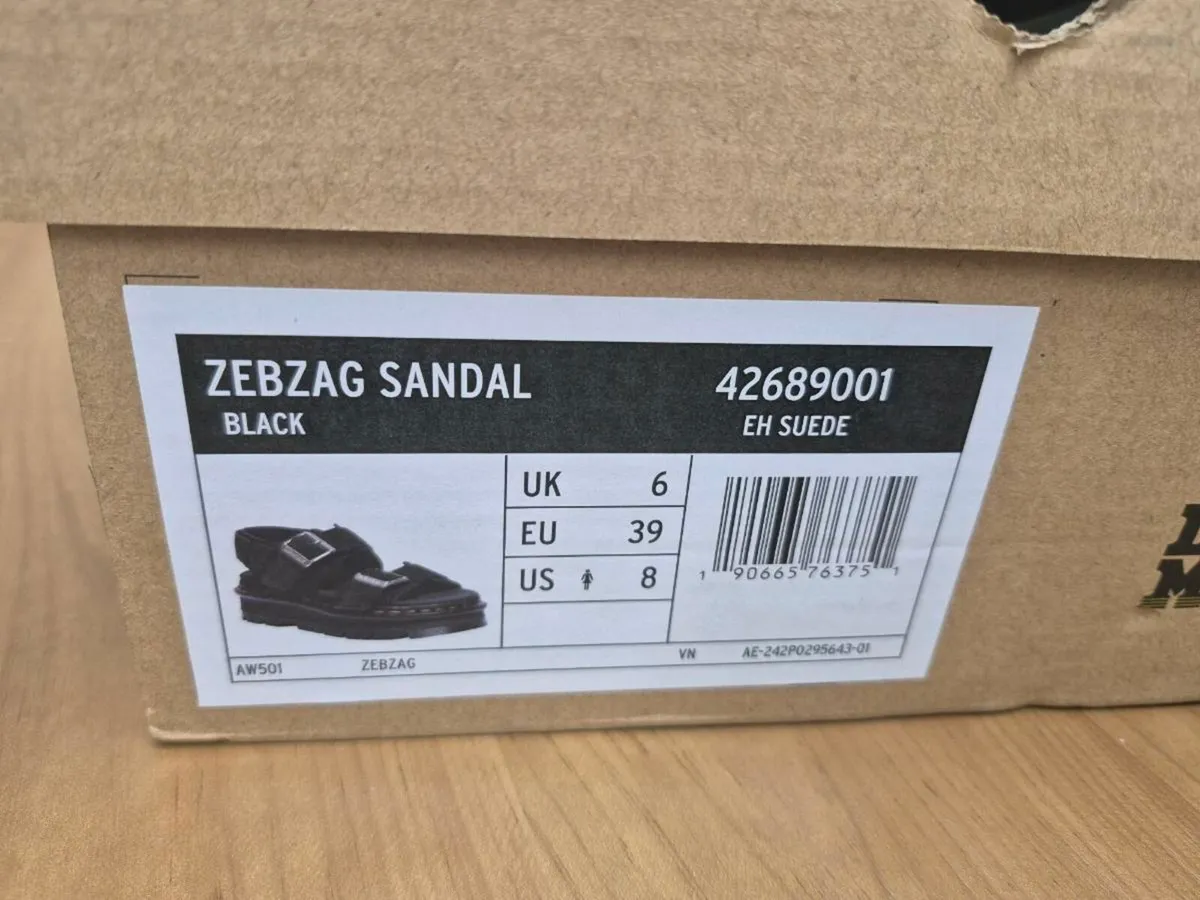 ZEBZAG SANDAL
BLACK
42689001
EH SUEDE
UK 6
EU 39
US 8
1 90665 76375 1
AW501 ZEBZAG VN AE-242P0295643-01